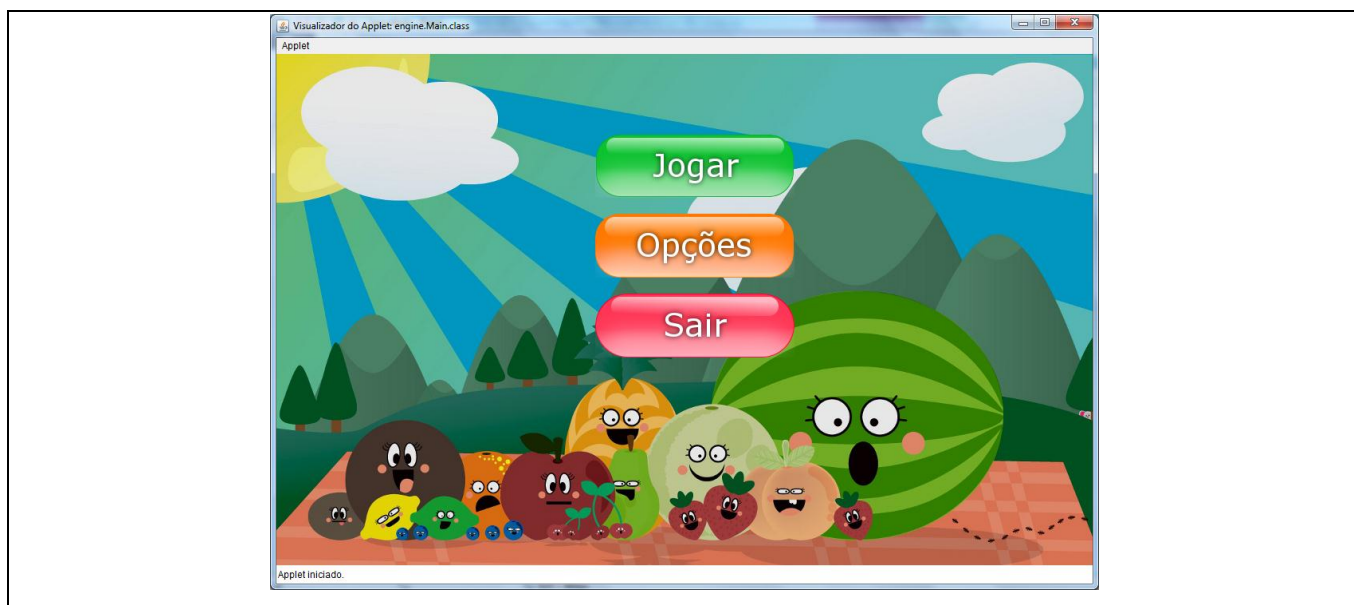 Visualizador do Applet: engine.Main.class
Applet
Jogar
Opções
Sair
Applet iniciado.